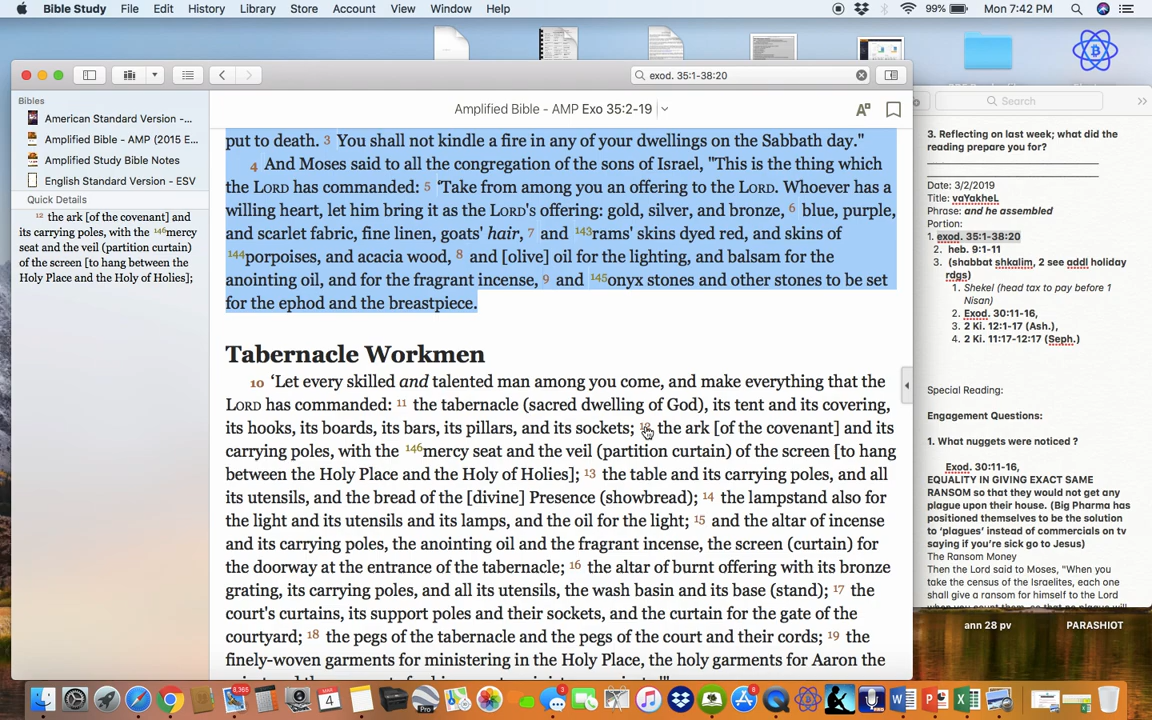 Bible Study File Edit History Library Store Account View Window Help 99% Mon 7:42 PM
exod. 35:1-38:20
Search
Bibles
American Standard Version -...
Amplified Bible - AMP (2015 E...
Amplified Study Bible Notes
English Standard Version - ESV
Quick Details
12 the ark [of the covenant] and
its carrying poles, with the 146mercy
seat and the veil (partition curtain)
of the screen [to hang between the
Holy Place and the Holy of Holies];
Amplified Bible - AMP Exo 35:2-19
put to death. 3 You shall not kindle a fire in any of your dwellings on the Sabbath day."
4 And Moses said to all the congregation of the sons of Israel, "This is the thing which
the LORD has commanded: 5 ‘Take from among you an offering to the LORD. Whoever has a
willing heart, let him bring it as the LORD's offering: gold, silver, and bronze, 6 blue, purple,
and scarlet fabric, fine linen, goats' hair, 7 and 143rams' skins dyed red, and skins of
144porpoises, and acacia wood, 8 and [olive] oil for the lighting, and balsam for the
anointing oil, and for the fragrant incense, 9 and 145onyx stones and other stones to be set
for the ephod and the breastpiece.
Tabernacle Workmen
10 ‘Let every skilled and talented man among you come, and make everything that the
LORD has commanded: 11 the tabernacle (sacred dwelling of God), its tent and its covering,
its hooks, its boards, its bars, its pillars, and its sockets; 12 the ark [of the covenant] and its
carrying poles, with the 146mercy seat and the veil (partition curtain) of the screen [to hang
between the Holy Place and the Holy of Holies]; 13 the table and its carrying poles, and all
its utensils, and the bread of the [divine] Presence (showbread); 14 the lampstand also for
the light and its utensils and its lamps, and the oil for the light; 15 and the altar of incense
and its carrying poles, the anointing oil and the fragrant incense, the screen (curtain) for
the doorway at the entrance of the tabernacle; 16 the altar of burnt offering with its bronze
grating, its carrying poles, and all its utensils, the wash basin and its base (stand); 17 the
court's curtains, its support poles and their sockets, and the curtain for the gate of the
courtyard; 18 the pegs of the tabernacle and the pegs of the court and their cords; 19 the
finely-woven garments for ministering in the Holy Place, the holy garments for Aaron the
3. Reflecting on last week; what did the
reading prepare you for?
Date: 3/2/2019
Title: vaYakheL
Phrase: and he assembled
Portion:
1. exod. 35:1-38:20
2. heb. 9:1-11
3. (shabbat shkalim, 2 see addl holiday
rdgs)
1. Shekel (head tax to pay before 1
Nisan)
2. Exod. 30:11-16,
3. 2 Ki. 12:1-17 (Ash.),
4. 2 Ki. 11:17-12:17 (Seph.)
Special Reading:
Engagement Questions:
1. What nuggets were noticed ?
Exod. 30:11-16,
EQUALITY IN GIVING EXACT SAME
RANSOM so that they would not get any
plague upon their house. (Big Pharma has
positioned themselves to be the solution
to ‘plagues’ instead of commercials on tv
saying if you’re sick go to Jesus)
The Ransom Money
Then the Lord said to Moses, "When you
take the census of the Israelites, each one
shall give a ransom for himself to the Lord
ann 28 pv PARASHIOT
8,365
MAR
4
Pro
3
8